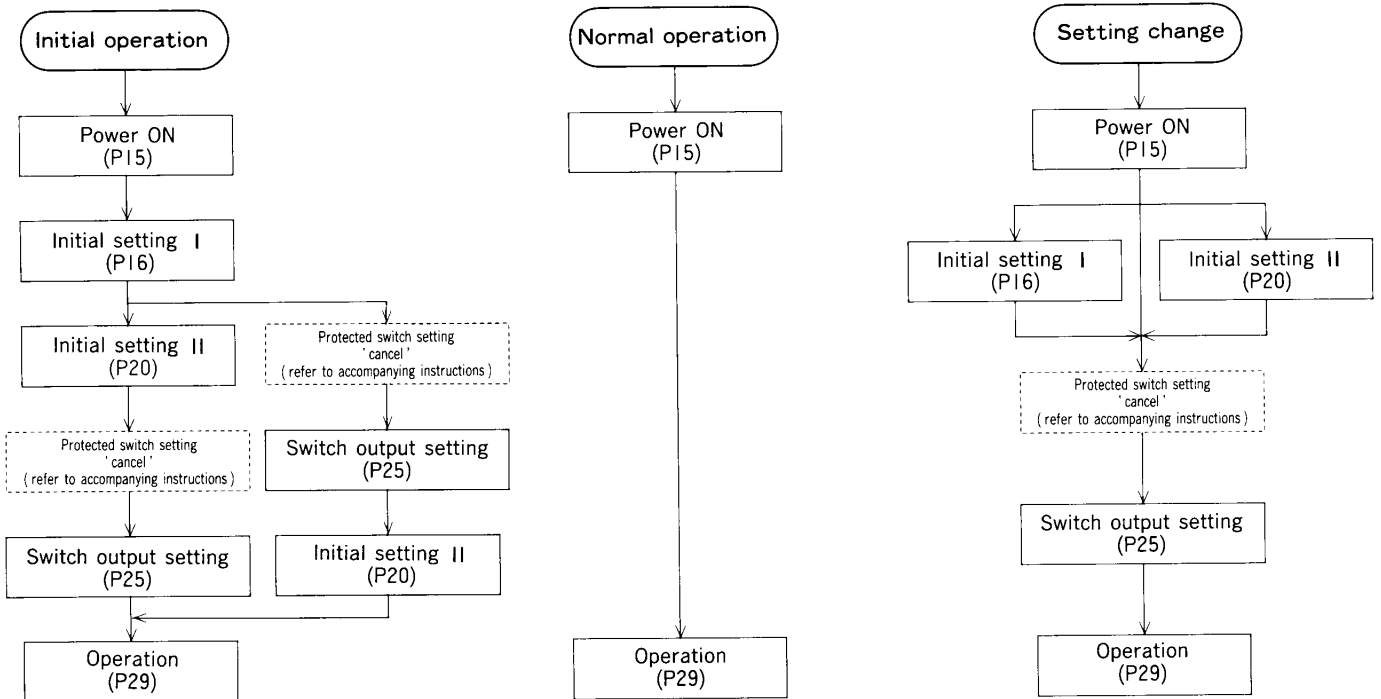 Initial operation
Power ON
(P15)
Initial setting I
(P16)
Initial setting II
(P20)
Protected switch setting
'cancel'
(refer to accompanying instructions)
Switch output setting
(P25)
Protected switch setting
'cancel'
(refer to accompanying instructions)
Switch output setting
(P25)
Initial setting II
(P20)
Operation
(P29)
Normal operation
Power ON
(P15)
Operation
(P29)
Setting change
Power ON
(P15)
Initial setting I
(P16)
Initial setting II
(P20)
Protected switch setting
'cancel'
(refer to accompanying instructions)
Switch output setting
(P25)
Operation
(P29)